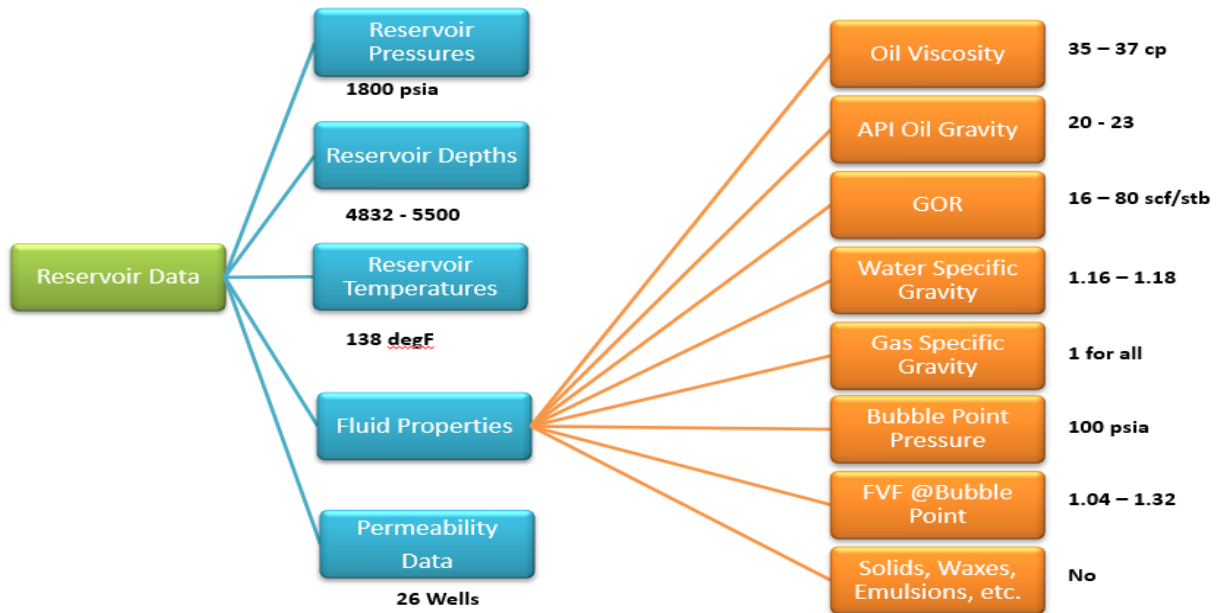 Reservoir Data
Reservoir
Pressures
1800 psia
Reservoir Depths
4832 - 5500
Reservoir
Temperatures
138 degF
Fluid Properties
Permeability
Data
26 Wells
Oil Viscosity
35 – 37 cp
API Oil Gravity
20 - 23
GOR
16 – 80 scf/stb
Water Specific
Gravity
1.16 – 1.18
Gas Specific
Gravity
1 for all
Bubble Point
Pressure
100 psia
FVF @Bubble
Point
1.04 – 1.32
Solids, Waxes,
Emulsions, etc.
No